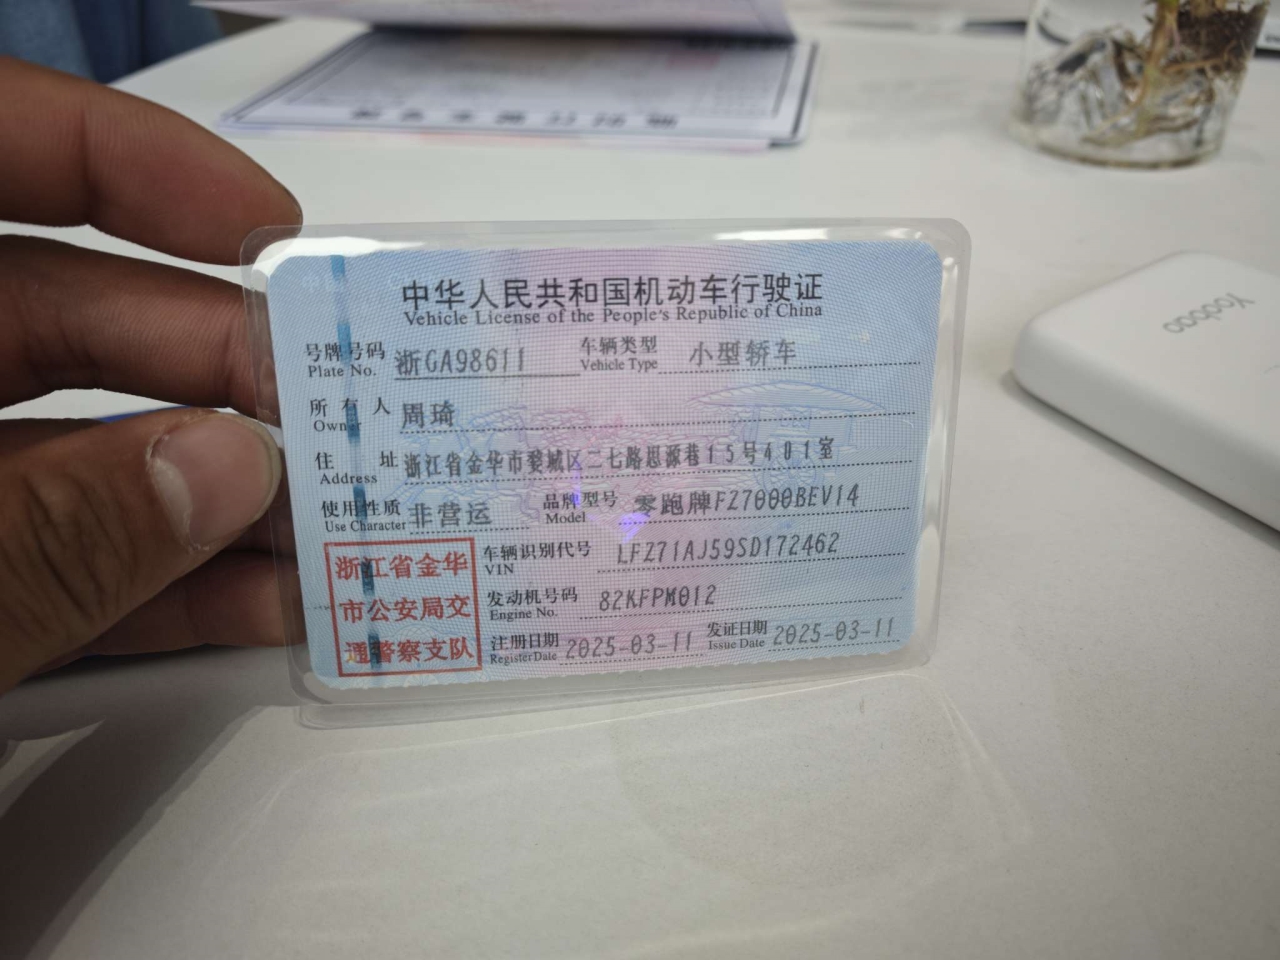 中华人民共和国机动车行驶证
Vehicle License of the People's Republic of China
号牌号码 浙GA98611 车辆类型 小型轿车
Plate No. Vehicle Type
所有人 周琦
Owner
住址 浙江省金华市婺城区二七路思源巷15号401室
Address
使用性质 非营运 品牌型号 零跑牌FZ7000BEV14
Use Character Model
车辆识别代号 LFZ71AJ59SD172462
VIN
发动机号码 82KFPM012
Engine No.
注册日期 2025-03-11 发证日期 2025-03-11
Register Date Issue Date
浙江省金华
市公安局交
通警察支队
Yoobao